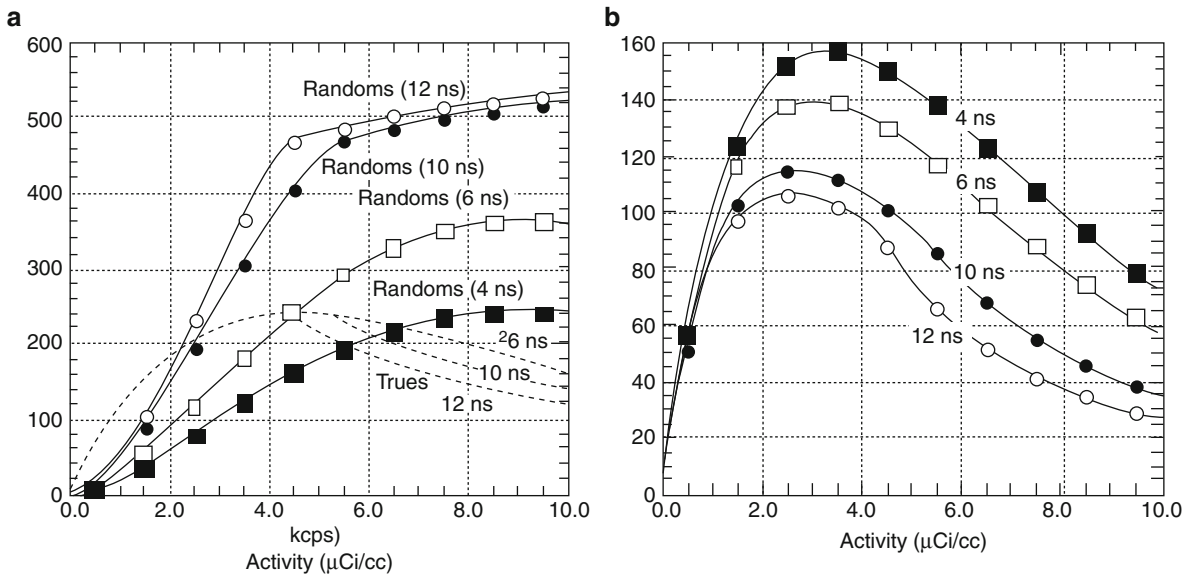 a
600
500
400
300
200
100
0
Randoms (12 ns)
Randoms (10 ns)
Randoms (6 ns)
Randoms (4 ns)
²6 ns
10 ns
Trues
12 ns
0.0 2.0 4.0 6.0 8.0 10.0
kcps)
Activity (μCi/cc)
b
160
140
120
100
80
60
40
20
0
4 ns
6 ns
10 ns
12 ns
0.0 2.0 4.0 6.0 8.0 10.0
Activity (μCi/cc)